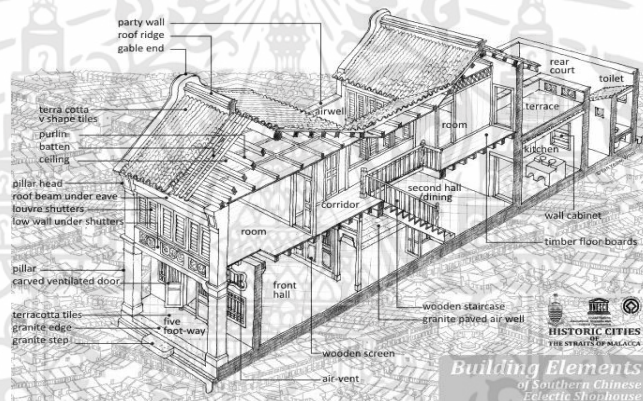 party wall
roof ridge
gable end
terra cotta
v shape tiles
purlin
batten
ceiling
pillar head
roof beam under eave
louvre shutters
low wall under shutters
pillar
carved ventilated door
terracotta tiles
granite edge
granite step
five
foot-way
front
hall
room
corridor
airwell
room
second hall
/dining
rear
court
toilet
terrace
kitchen
wall cabinet
timber floor boards
wooden staircase
granite paved air well
wooden screen
air-vent
HISTORIC CITIES
OF
THE STRAITS OF MALACCA
Building Elements
of Southern Chinese
Eclectic Shophouse